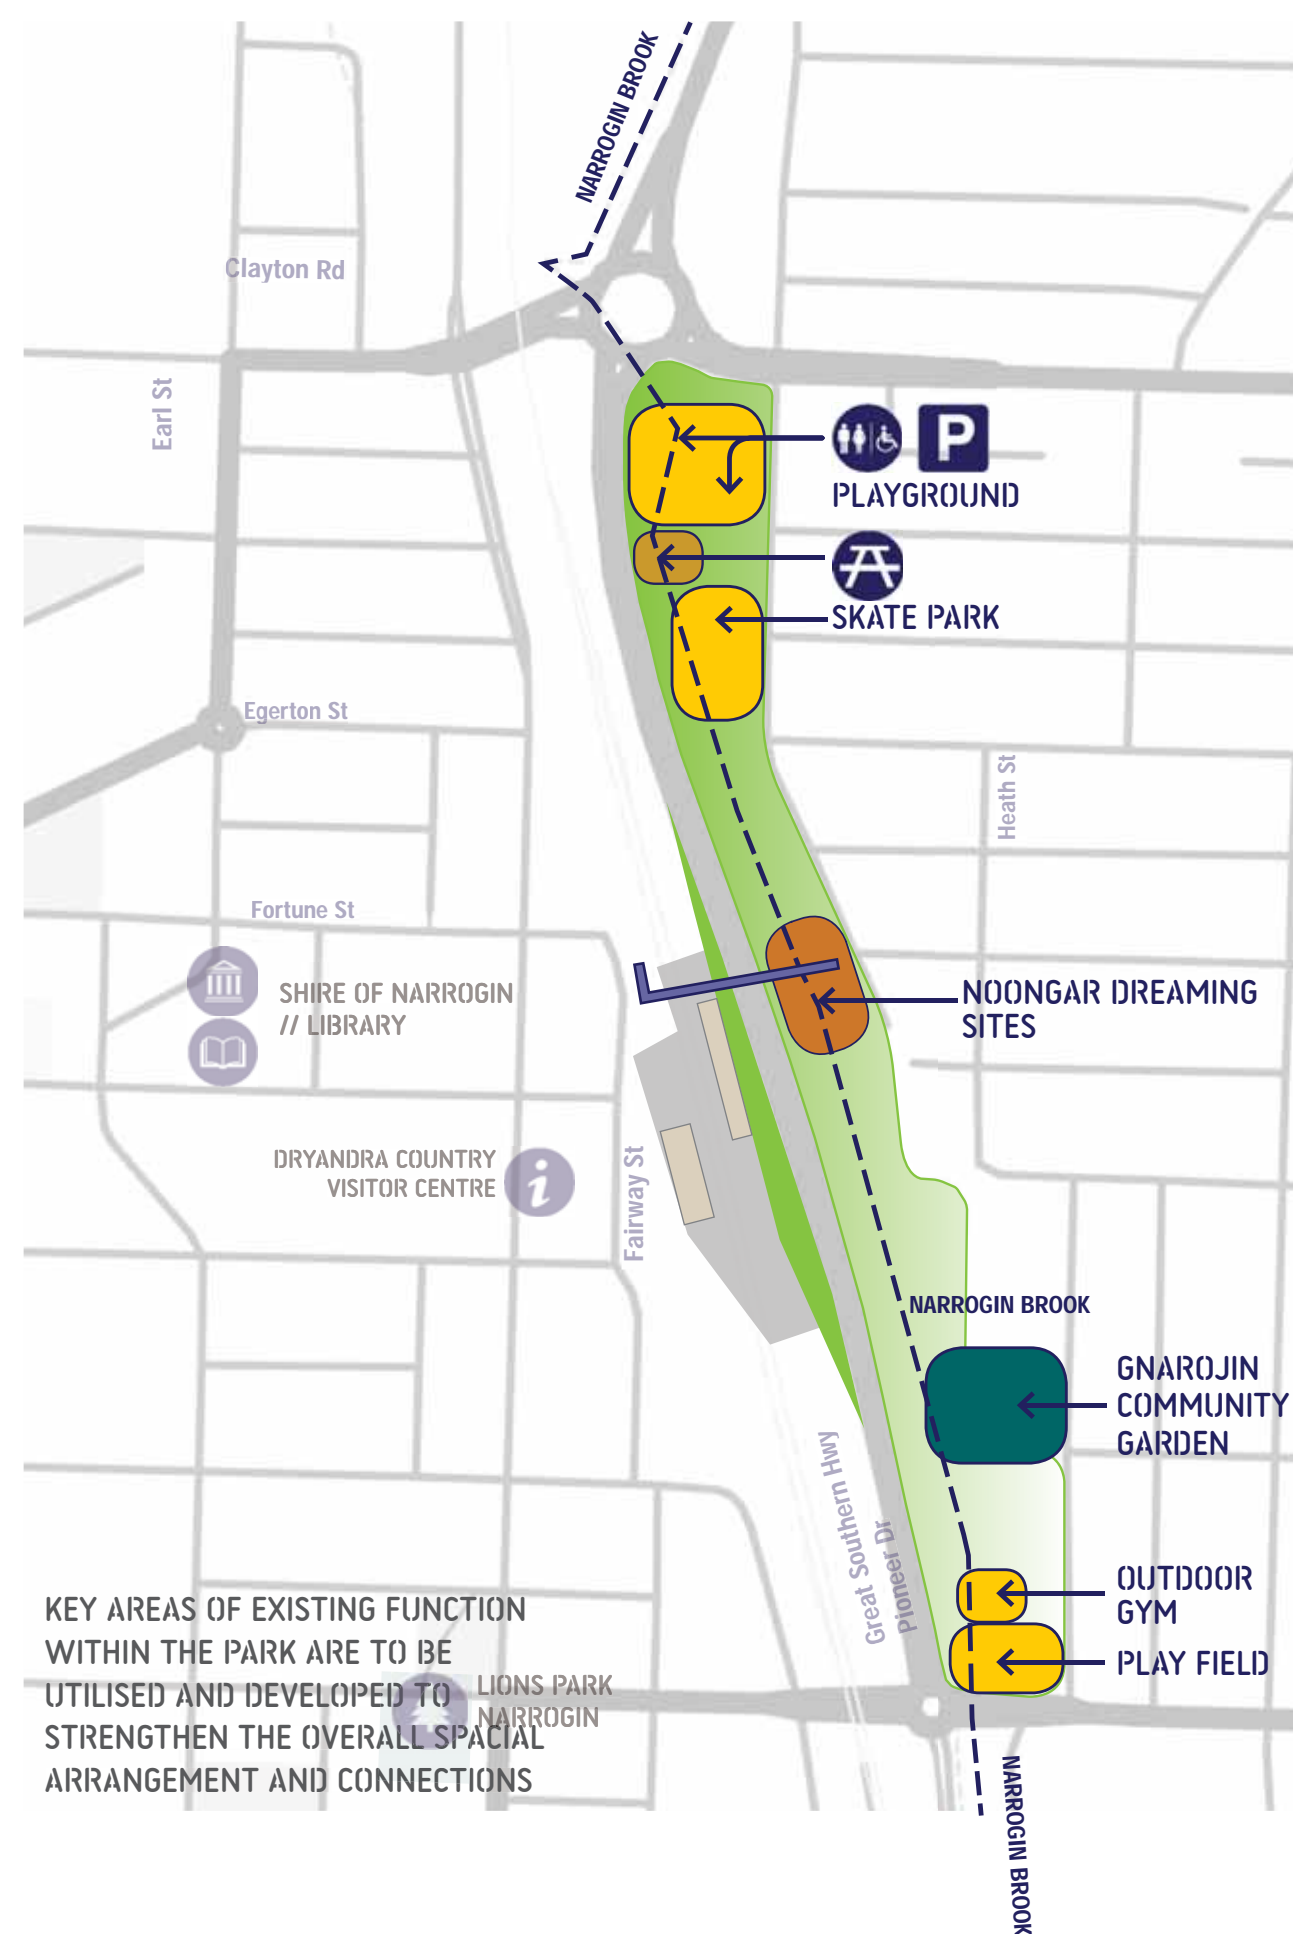 NARROGIN BROOK
Clayton Rd
Earl St
P
PLAYGROUND
SKATE PARK
Egerton St
Heath St
Fortune St
SHIRE OF NARROGIN
// LIBRARY
NOONGAR DREAMING
SITES
DRYANDRA COUNTRY
VISITOR CENTRE
i
Fairway St
NARROGIN BROOK
GNAROJIN
COMMUNITY
GARDEN
Great Southern Hwy
Pioneer Dr
OUTDOOR
GYM
PLAY FIELD
KEY AREAS OF EXISTING FUNCTION
WITHIN THE PARK ARE TO BE
UTILISED AND DEVELOPED TO
STRENGTHEN THE OVERALL SPACIAL
ARRANGEMENT AND CONNECTIONS
LIONS PARK
NARROGIN
NARROGIN BROOK